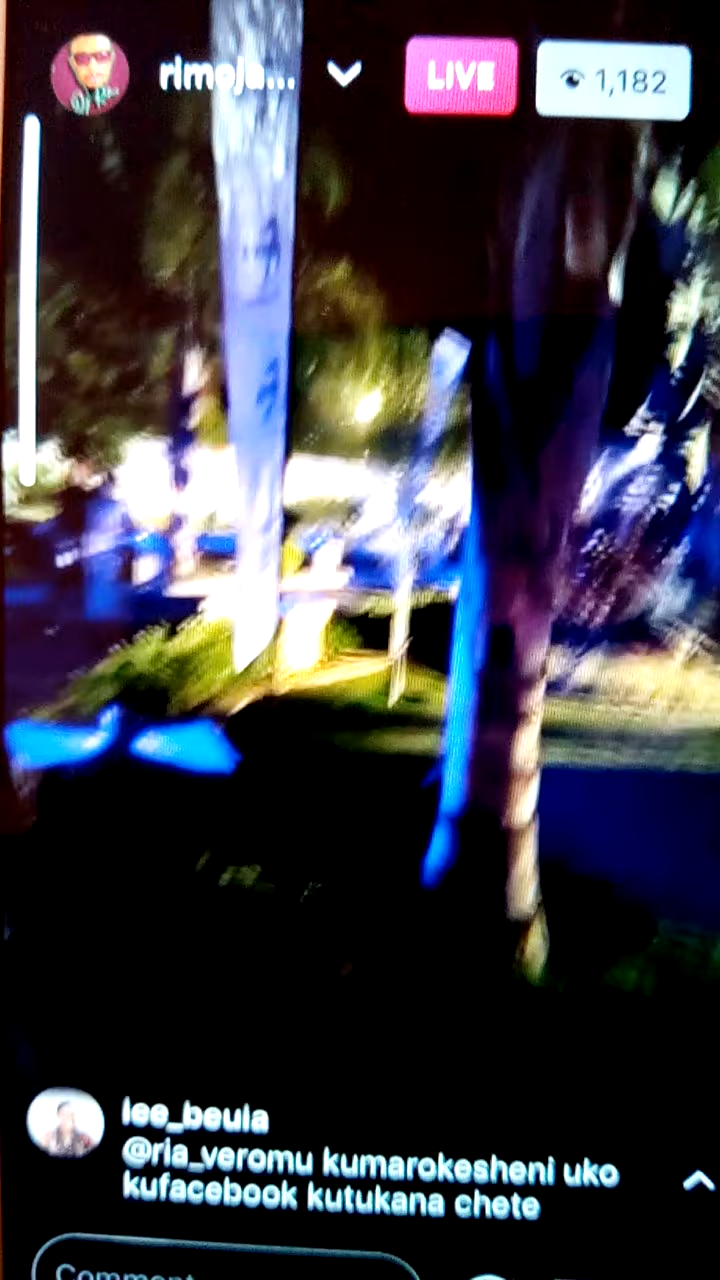 rimoja...
LIVE
1,182
lee_beula
@ria_veromu kumarokesheni uko
kufacebook kutukana chete
Comment